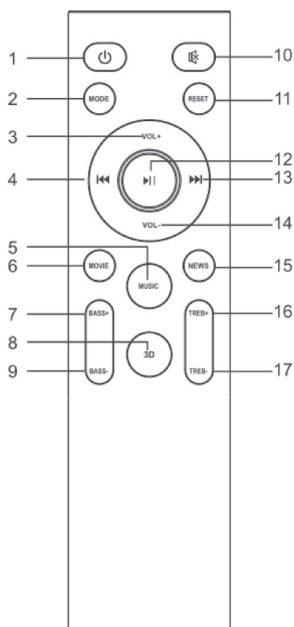 1
10
2
MODE
RESET
11
3
VOL+
12
4
13
VOL-
14
5
6
MOVIE
MUSIC
NEWS
15
7
BASS+
TREB+
16
8
3D
9
BASS-
TREB-
17